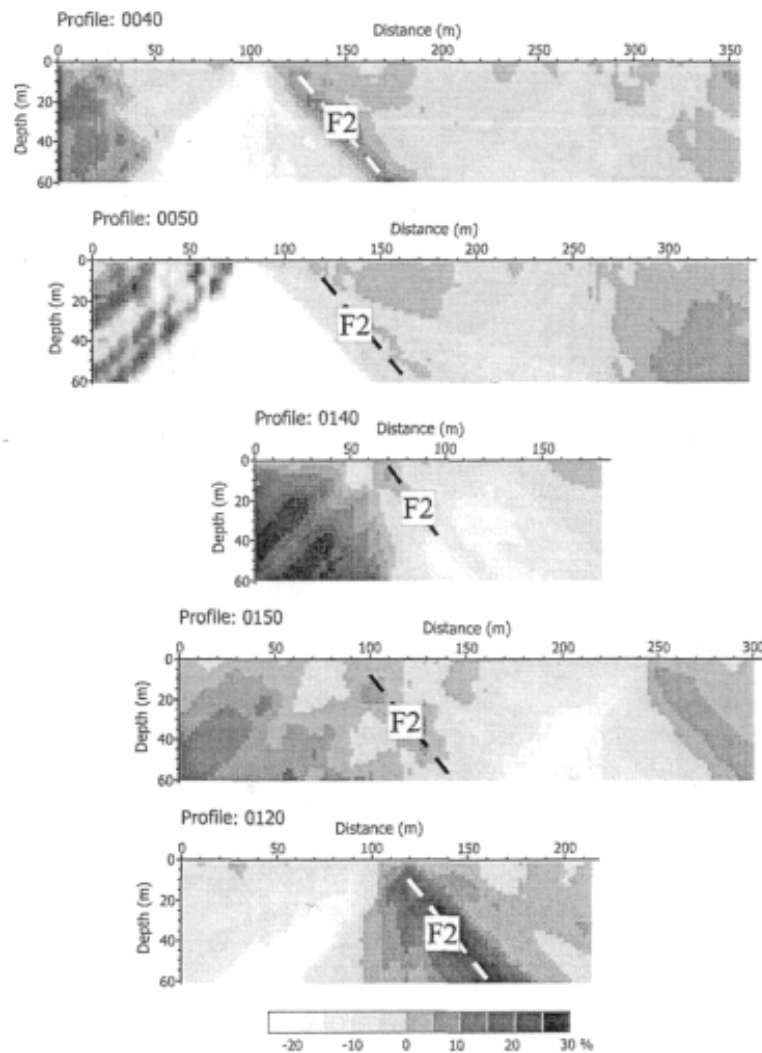 Profile: 0040
Distance (m)
0 50 100 150 200 250 300 350
Depth (m)
0
20
40
60
F2
Profile: 0050
Distance (m)
0 50 100 150 200 250 300
Depth (m)
0
20
40
60
F2
Profile: 0140
Distance (m)
0 50 100 150
Depth (m)
0
20
40
60
F2
Profile: 0150
Distance (m)
0 50 100 150 200 250 300
Depth (m)
0
20
40
60
F2
Profile: 0120
Distance (m)
0 50 100 150 200
Depth (m)
0
20
40
60
F2
-20 -10 0 10 20 30 %